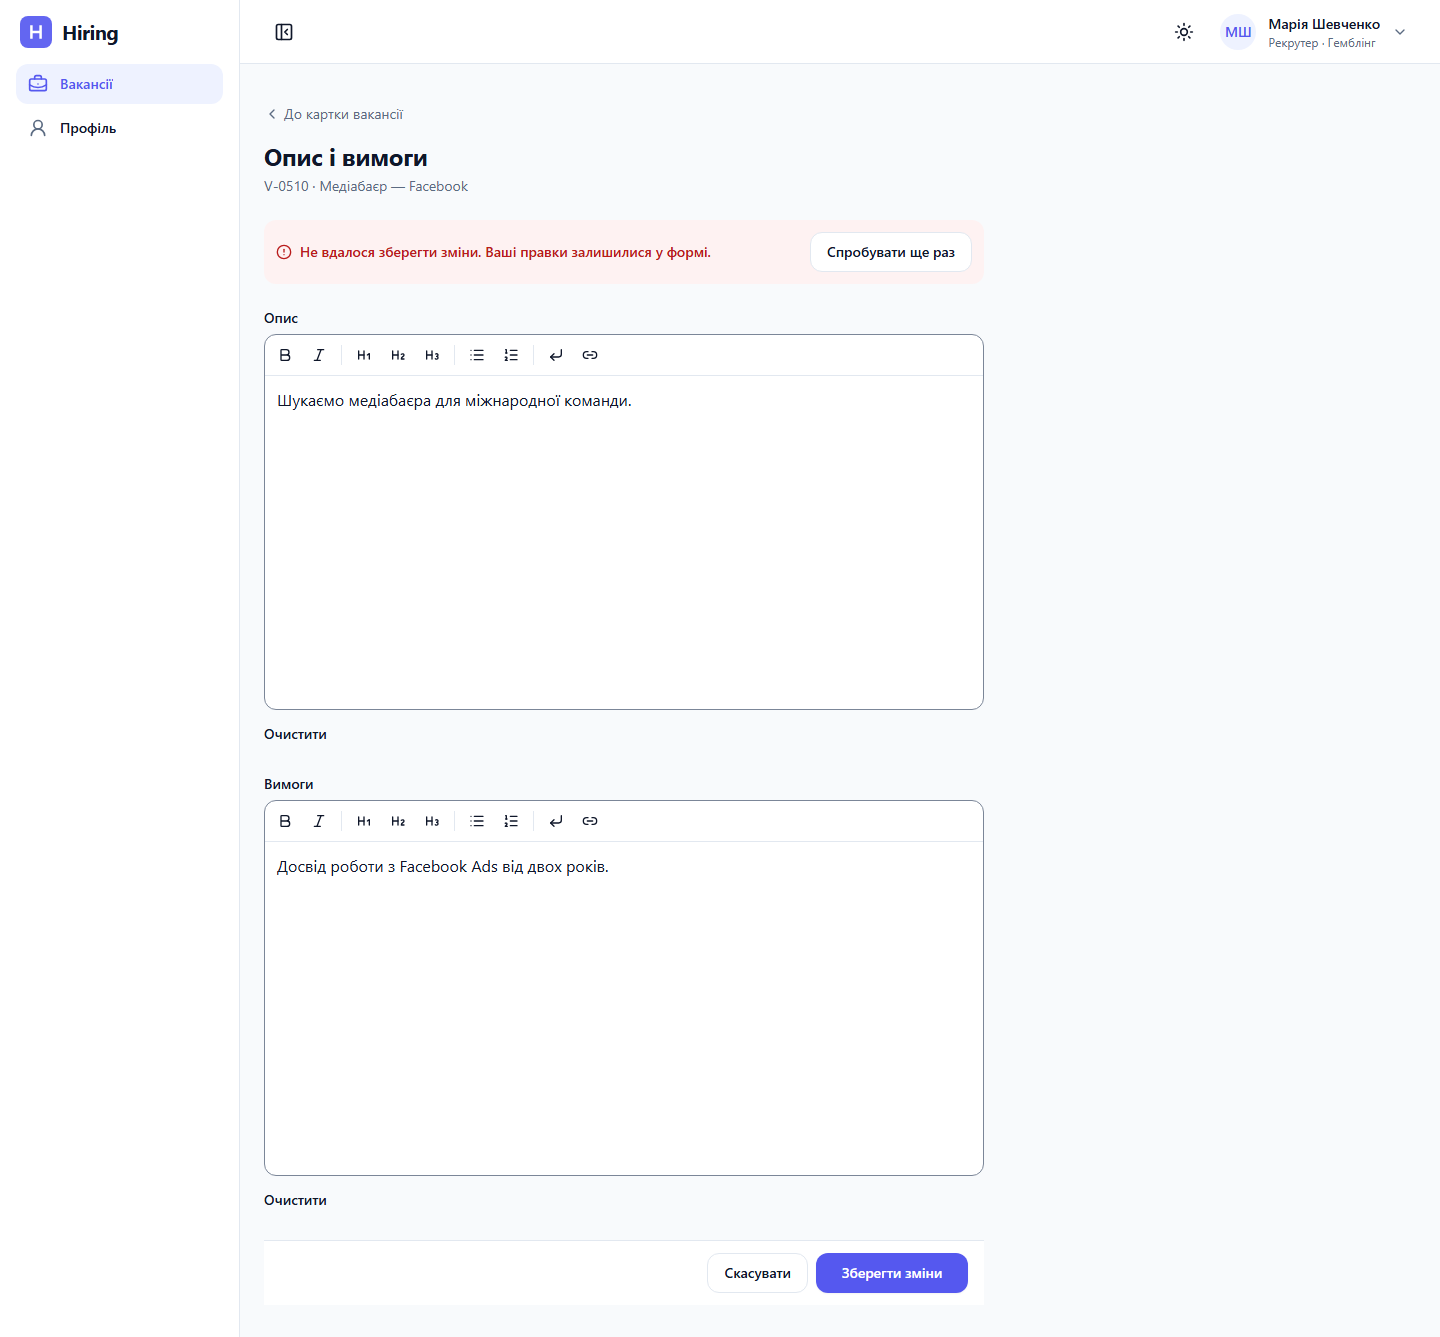 H Hiring
Вакансії
Профіль
МШ
Марія Шевченко
Рекрутер · Гемблінг
До картки вакансії
Опис і вимоги
V-0510 · Медіабаєр — Facebook
Не вдалося зберегти зміни. Ваші правки залишилися у формі.
Спробувати ще раз
Опис
B I H1 H2 H3
Шукаємо медіабаєра для міжнародної команди.
Очистити
Вимоги
B I H1 H2 H3
Досвід роботи з Facebook Ads від двох років.
Очистити
Скасувати
Зберегти зміни